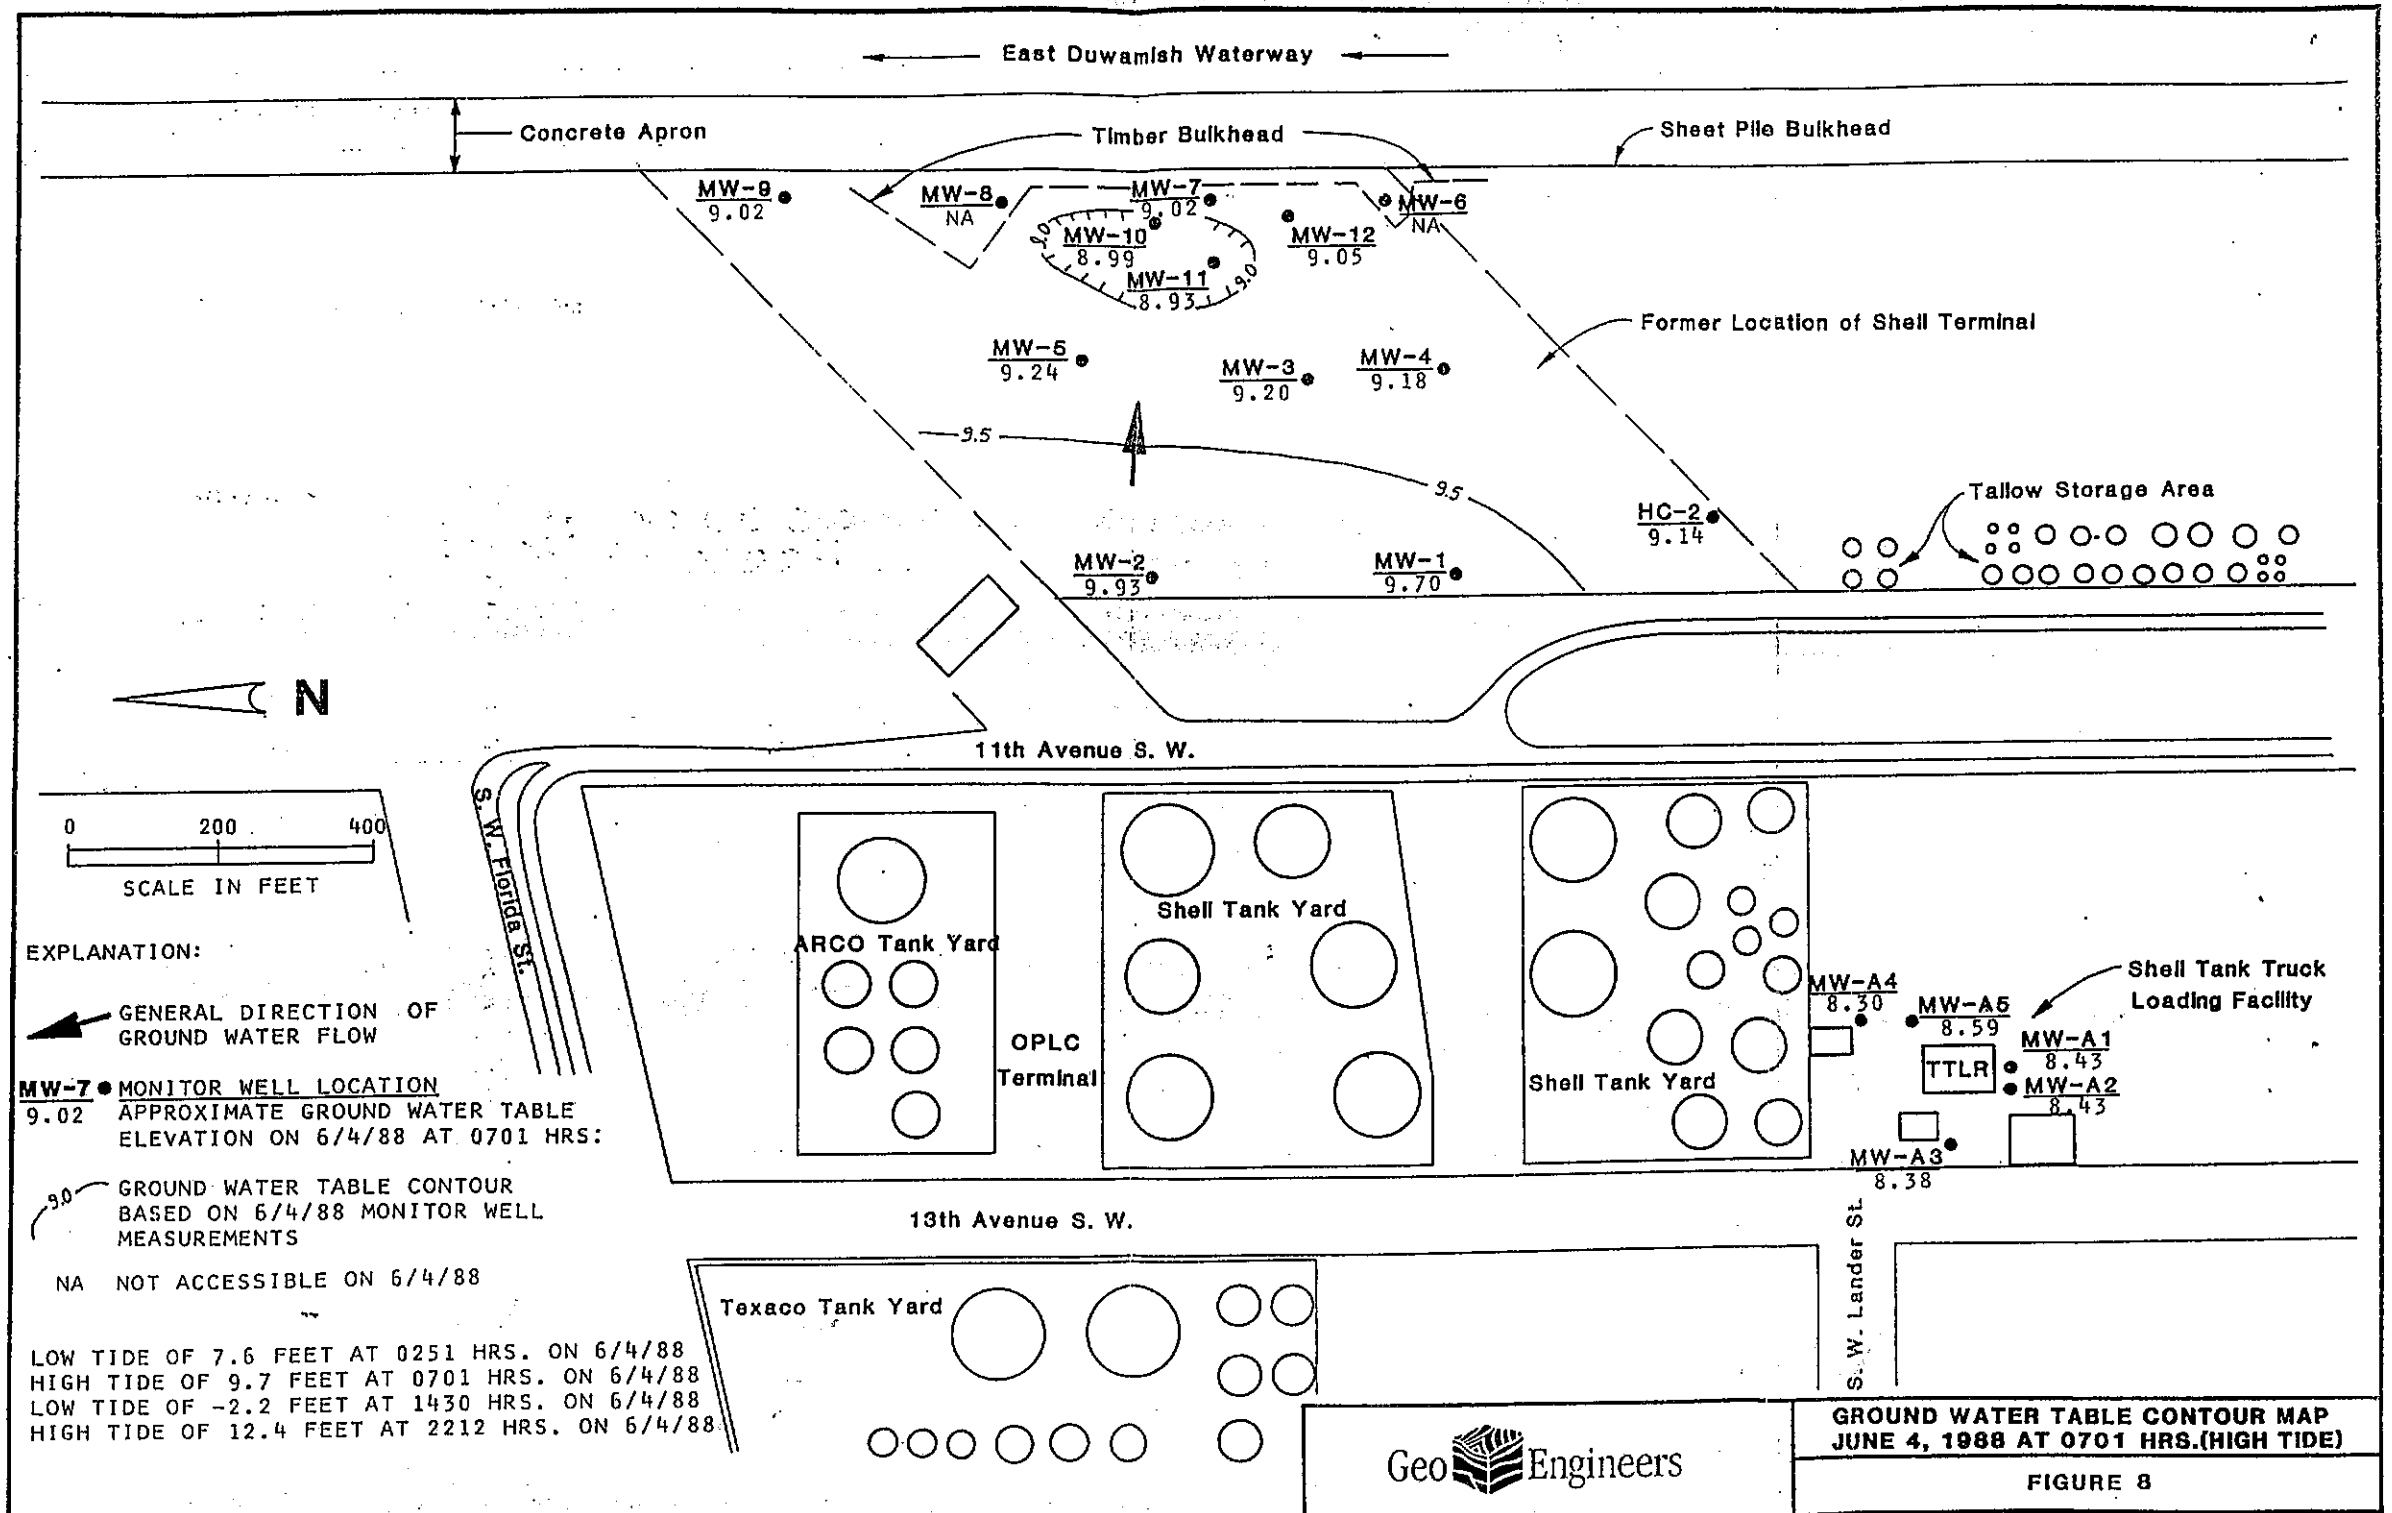 East Duwamish Waterway
Concrete Apron
Timber Bulkhead
Sheet Pile Bulkhead
MW-9
9.02
MW-8
NA
MW-7
9.02
MW-6
NA
9.0
MW-10
8.99
MW-12
9.05
MW-11
8.93
9.0
Former Location of Shell Terminal
MW-5
9.24
MW-3
9.20
MW-4
9.18
9.5
9.5
Tallow Storage Area
HC-2
9.14
MW-2
9.93
MW-1
9.70
N
11th Avenue S. W.
S. W. Florida St.
0 200 400
SCALE IN FEET
ARCO Tank Yard
Shell Tank Yard
OPLC
Terminal
Shell Tank Yard
MW-A4
8.30
MW-A5
8.59
Shell Tank Truck
Loading Facility
TTLR
MW-A1
8.43
MW-A2
8.43
MW-A3
8.38
13th Avenue S. W.
S. W. Lander St.
Texaco Tank Yard
EXPLANATION:
GENERAL DIRECTION OF
GROUND WATER FLOW
MW-7 MONITOR WELL LOCATION
9.02 APPROXIMATE GROUND WATER TABLE
ELEVATION ON 6/4/88 AT 0701 HRS:
9.0 GROUND WATER TABLE CONTOUR
BASED ON 6/4/88 MONITOR WELL
MEASUREMENTS
NA NOT ACCESSIBLE ON 6/4/88
LOW TIDE OF 7.6 FEET AT 0251 HRS. ON 6/4/88
HIGH TIDE OF 9.7 FEET AT 0701 HRS. ON 6/4/88
LOW TIDE OF -2.2 FEET AT 1430 HRS. ON 6/4/88
HIGH TIDE OF 12.4 FEET AT 2212 HRS. ON 6/4/88
Geo Engineers
GROUND WATER TABLE CONTOUR MAP
JUNE 4, 1988 AT 0701 HRS.(HIGH TIDE)
FIGURE 8